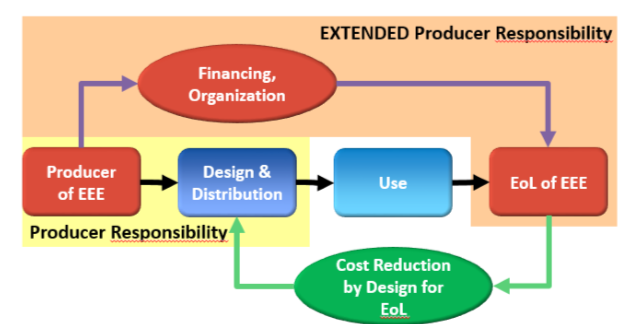 EXTENDED Producer Responsibility
Financing,
Organization
Producer
of EEE
Design &
Distribution
Use
EoL of EEE
Producer Responsibility
Cost Reduction
by Design for
EoL